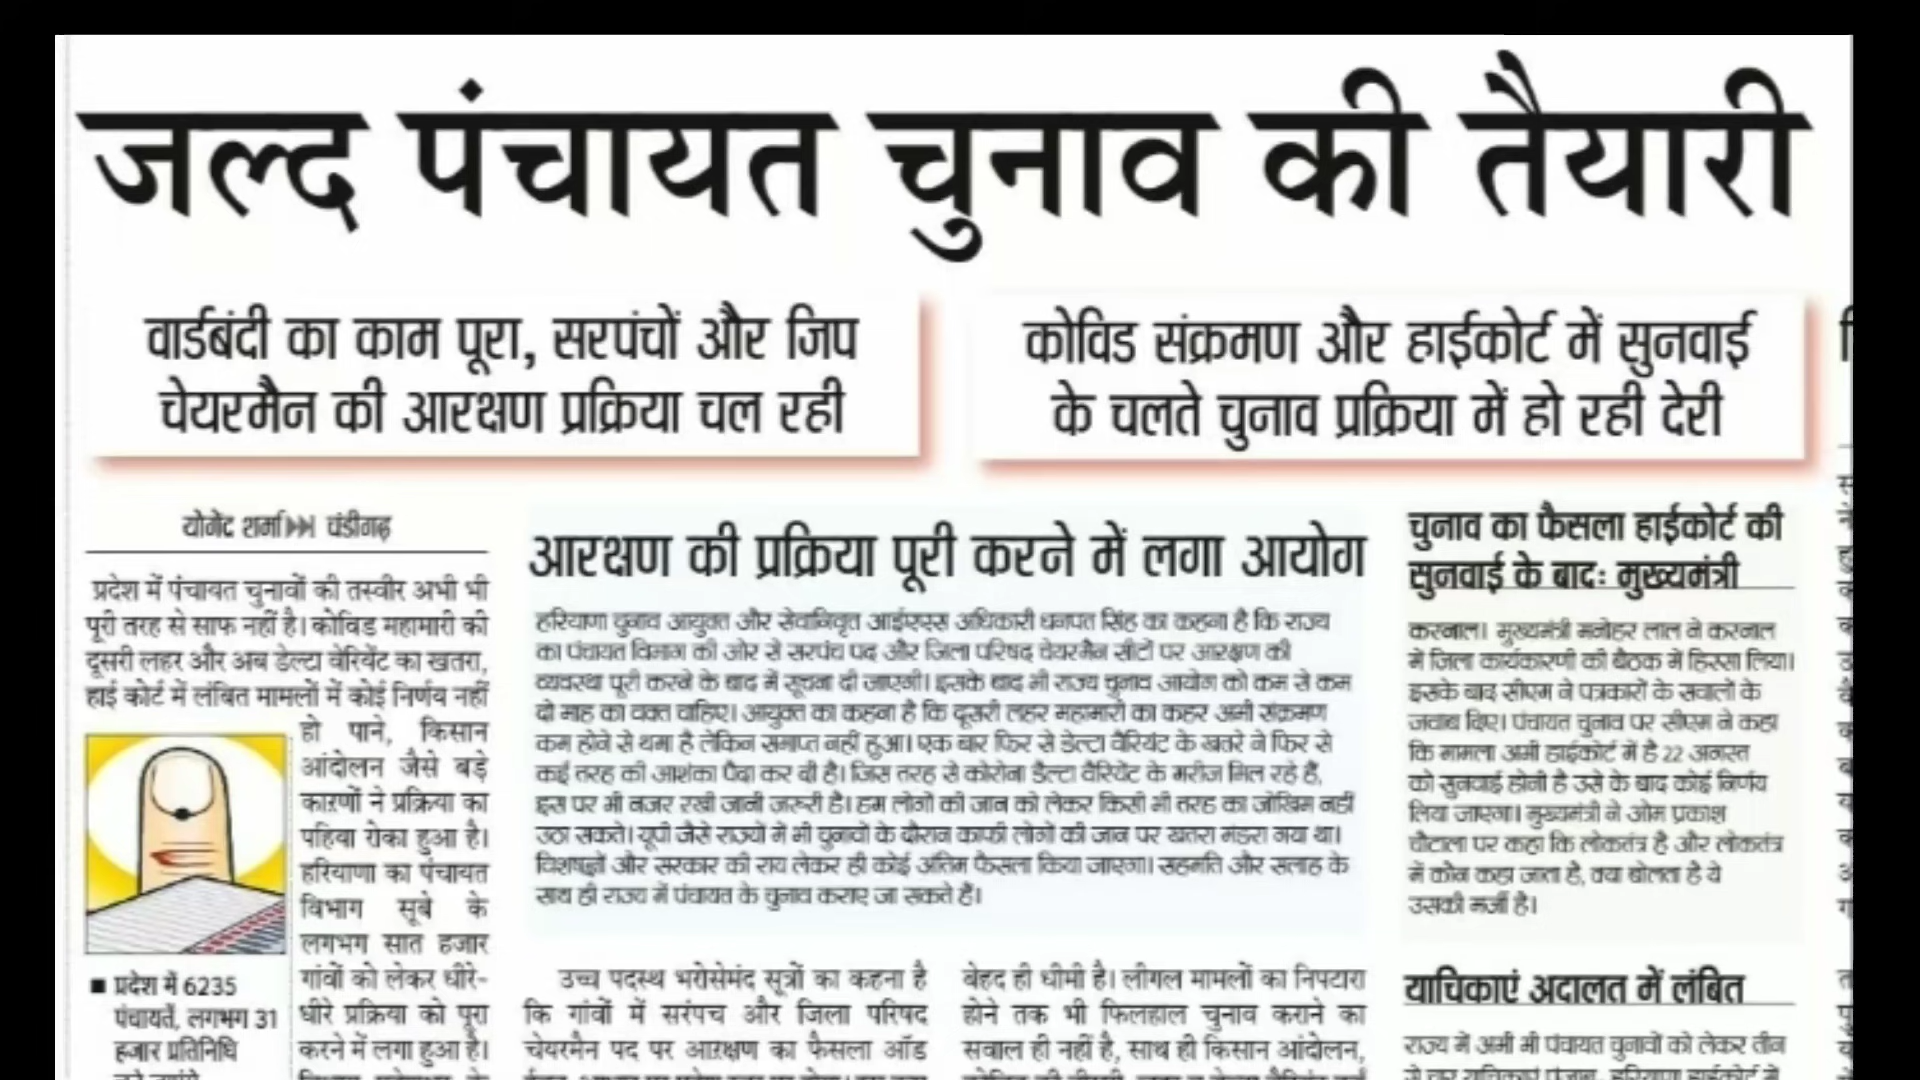 जल्द पंचायत चुनाव की तैयारी
वार्डबंदी का काम पूरा, सरपंचों और जिप
चेयरमैन की आरक्षण प्रक्रिया चल रही
कोविड संक्रमण और हाईकोर्ट में सुनवाई
के चलते चुनाव प्रक्रिया में हो रही देरी
योगेंद्र शर्मा चंडीगढ़
प्रदेश में पंचायत चुनावों की तस्वीर अभी भी
पूरी तरह से साफ नहीं है। कोविड महामारी की
दूसरी लहर और अब डेल्टा वेरियेंट का खतरा,
हाई कोर्ट में लंबित मामलों में कोई निर्णय नहीं
हो पाने, किसान
आंदोलन जैसे बड़े
कारणों ने प्रक्रिया का
पहिया रोका हुआ है।
हरियाणा का पंचायत
विभाग सूबे के
लगभग सात हजार
गांवों को लेकर धीरे-
धीरे प्रक्रिया को पूरा
करने में लगा हुआ है।
■ प्रदेश में 6235
पंचायतें, लगभग 31
हजार प्रतिनिधि
आरक्षण की प्रक्रिया पूरी करने में लगा आयोग
हरियाणा चुनाव आयुक्त और सेवानिवृत आईएएस अधिकारी धनपत सिंह का कहना है कि राज्य
का पंचायत विभाग की ओर से सरपंच पद और जिला परिषद चेयरमैन सीटों पर आरक्षण की
व्यवस्था पूरी करने के बाद में सूचना दी जाएगी। इसके बाद भी राज्य चुनाव आयोग को कम से कम
दो माह का वक्त चाहिए। आयुक्त का कहना है कि दूसरी लहर महामारी का कहर अभी संक्रमण
कम होने से थमा है लेकिन समाप्त नहीं हुआ। एक बार फिर से डेल्टा वैरियंट के खतरे ने फिर से
कई तरह की आशंका पैदा कर दी है। जिस तरह से कोरोना डैल्टा वैरियेंट के मरीज मिल रहे हैं,
इस पर भी नजर रखी जानी जरूरी है। हम लोगों की जान को लेकर किसी भी तरह का जोखिम नहीं
उठा सकते। यूपी जैसे राज्यों में भी चुनावों के दौरान काफी लोगों की जान पर खतरा मंडरा गया था।
विशषज्ञों और सरकार की राय लेकर ही कोई अंतिम फैसला किया जाएगा। सहमति और सलाह के
साथ ही राज्य में पंचायत के चुनाव कराए जा सकते हैं।
उच्च पदस्थ भरोसेमंद सूत्रों का कहना है
कि गांवों में सरंपच और जिला परिषद
चेयरमैन पद पर आरक्षण का फैसला ऑड
बेहद ही धीमी है। लीगल मामलों का निपटारा
होने तक भी फिलहाल चुनाव कराने का
सवाल ही नहीं है, साथ ही किसान आंदोलन,
चुनाव का फैसला हाईकोर्ट की
सुनवाई के बादः मुख्यमंत्री
करनाल। मुख्यमंत्री मनोहर लाल ने करनाल
में जिला कार्यकारणी की बैठक में हिस्सा लिया।
इसके बाद सीएम ने पत्रकारों के सवालों के
जवाब दिए। पंचायत चुनाव पर सीएम ने कहा
कि मामला अभी हाईकोर्ट में है 22 अगस्त
को सुनवाई होनी है उसे के बाद कोई निर्णय
लिया जाएगा। मुख्यमंत्री ने ओम प्रकाश
चौटाला पर कहा कि लोकतंत्र है और लोकतंत्र
में कौन कहा जाता है, क्या बोलता है ये
उसकी मर्जी है।
याचिकाएं अदालत में लंबित
राज्य में अभी भी पंचायत चुनावों को लेकर तीन